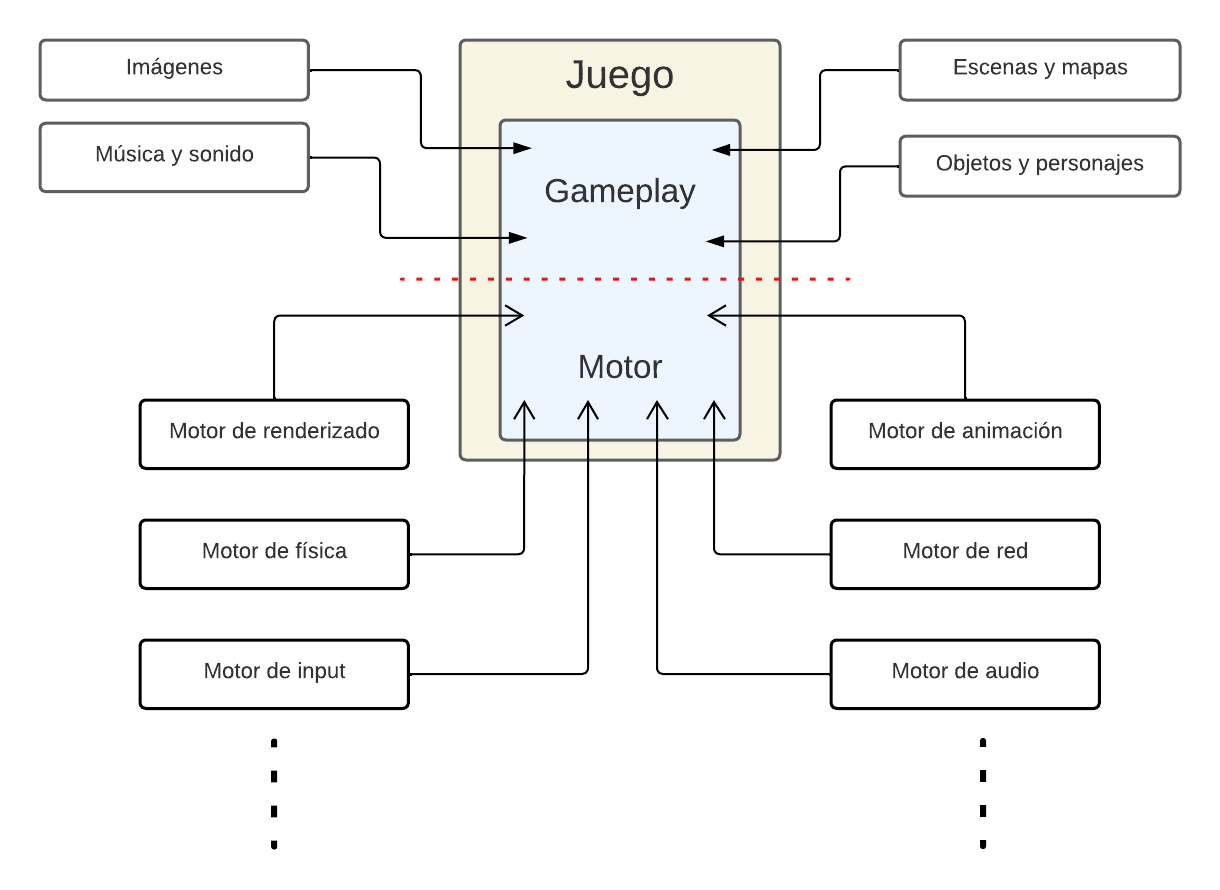 Imágenes
Música y sonido
Juego
Gameplay
Motor
Escenas y mapas
Objetos y personajes
Motor de renderizado
Motor de física
Motor de input
Motor de animación
Motor de red
Motor de audio